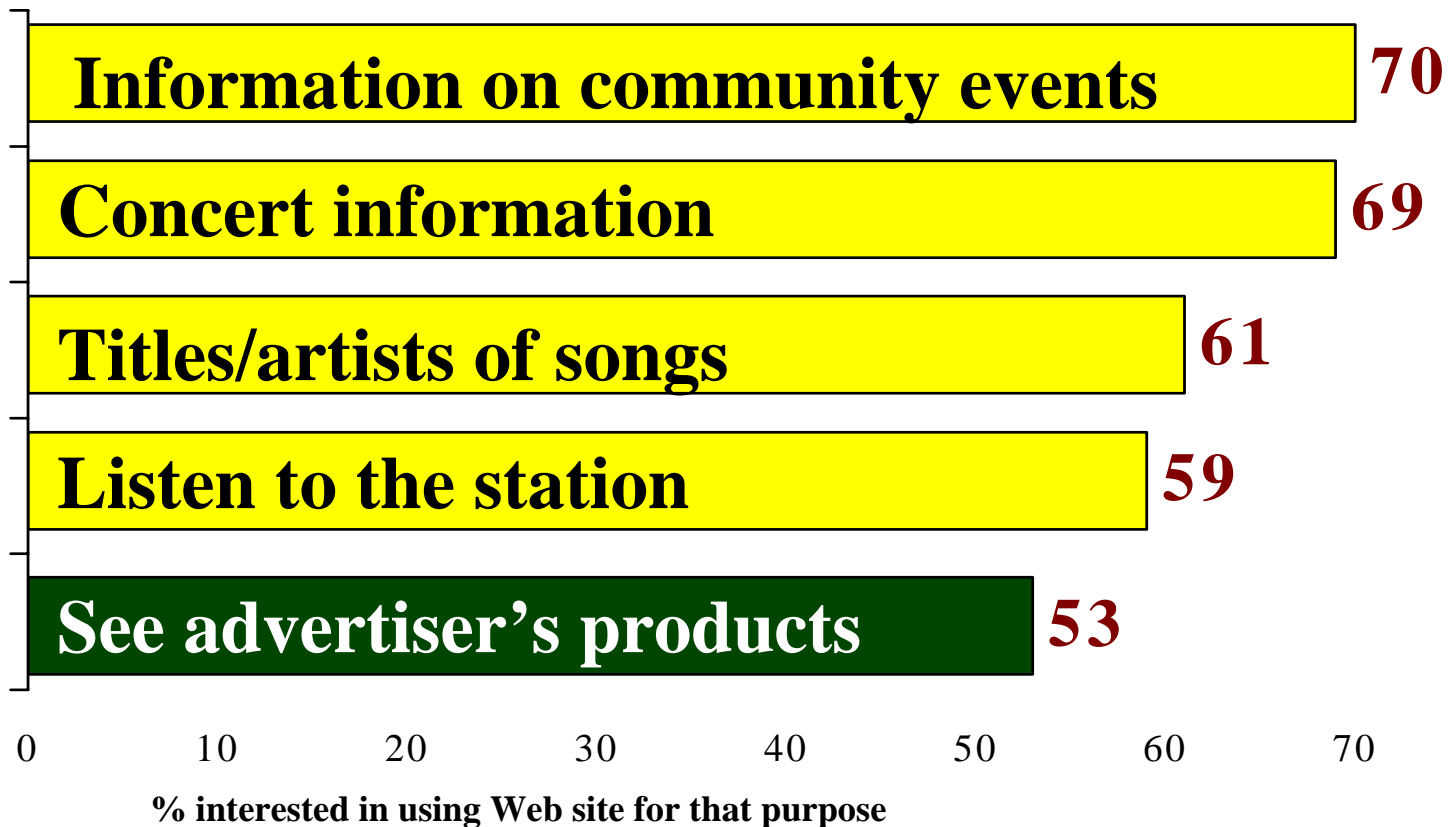 Information on community events 70
Concert information 69
Titles/artists of songs 61
Listen to the station 59
See advertiser’s products 53
0 10 20 30 40 50 60 70
% interested in using Web site for that purpose